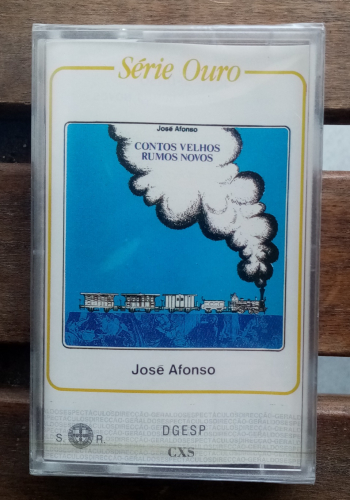 Série Ouro
José Afonso
CONTOS VELHOS
RUMOS NOVOS
José Afonso
S. R.
DGESP
CXS